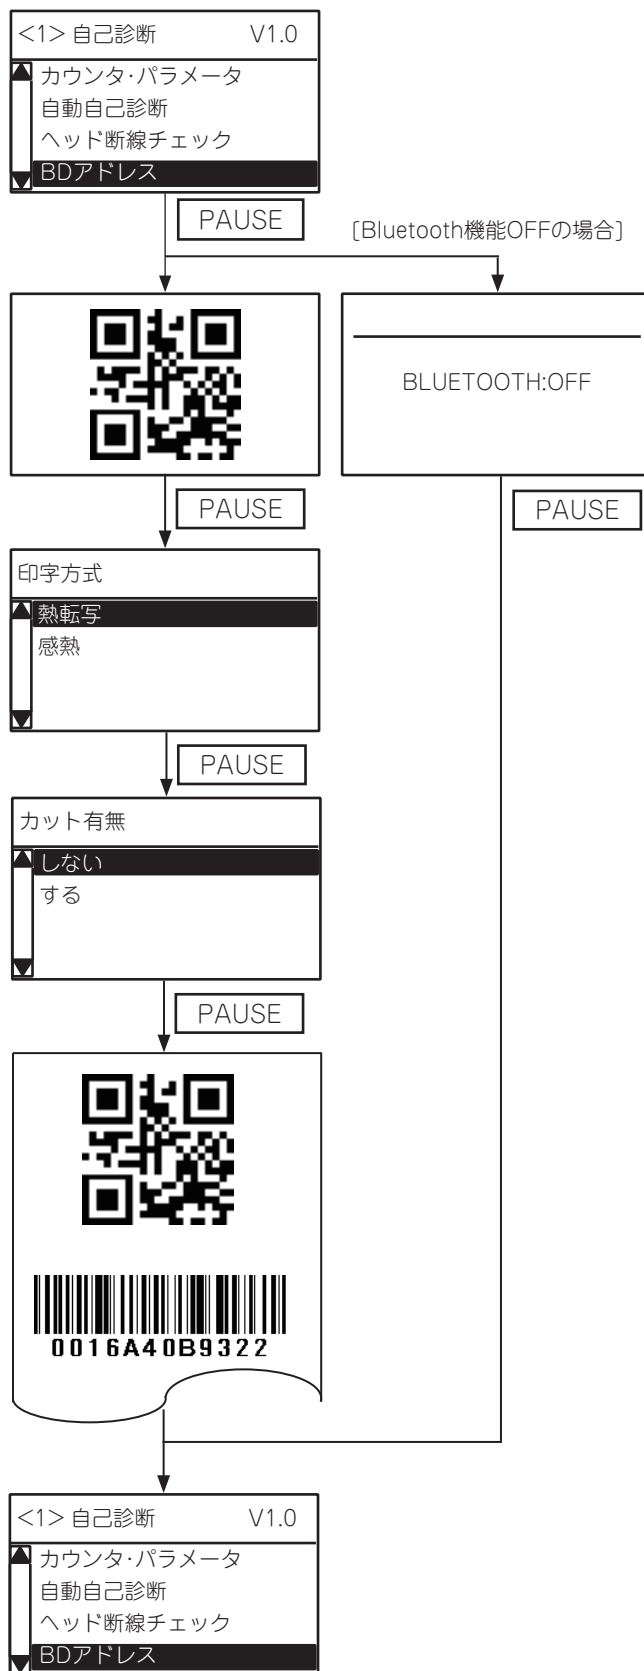 <1> 自己診断 V1.0
カウンタ･パラメータ
自動自己診断
ヘッド断線チェック
BDアドレス
PAUSE
[Bluetooth機能OFFの場合]
BLUETOOTH:OFF
PAUSE
PAUSE
印字方式
熱転写
感熱
PAUSE
カット有無
しない
する
PAUSE
0016A40B9322
<1> 自己診断 V1.0
カウンタ･パラメータ
自動自己診断
ヘッド断線チェック
BDアドレス